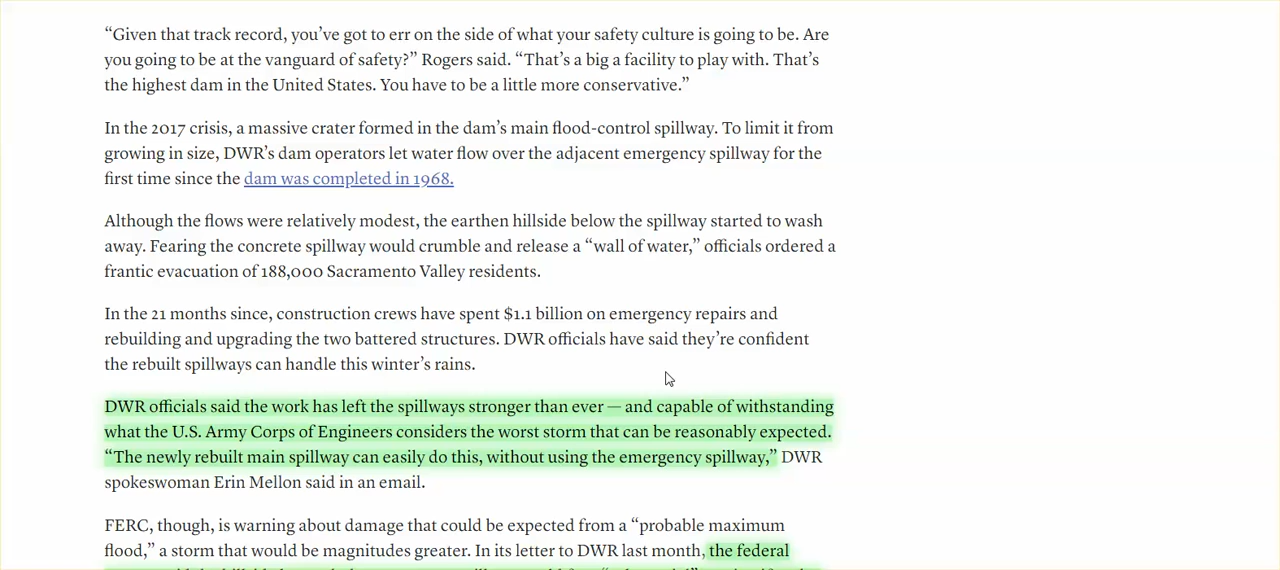 “Given that track record, you’ve got to err on the side of what your safety culture is going to be. Are
you going to be at the vanguard of safety?” Rogers said. “That’s a big a facility to play with. That’s
the highest dam in the United States. You have to be a little more conservative.”
In the 2017 crisis, a massive crater formed in the dam’s main flood-control spillway. To limit it from
growing in size, DWR’s dam operators let water flow over the adjacent emergency spillway for the
first time since the dam was completed in 1968.
Although the flows were relatively modest, the earthen hillside below the spillway started to wash
away. Fearing the concrete spillway would crumble and release a “wall of water,” officials ordered a
frantic evacuation of 188,000 Sacramento Valley residents.
In the 21 months since, construction crews have spent $1.1 billion on emergency repairs and
rebuilding and upgrading the two battered structures. DWR officials have said they’re confident
the rebuilt spillways can handle this winter’s rains.
DWR officials said the work has left the spillways stronger than ever — and capable of withstanding
what the U.S. Army Corps of Engineers considers the worst storm that can be reasonably expected.
“The newly rebuilt main spillway can easily do this, without using the emergency spillway,” DWR
spokeswoman Erin Mellon said in an email.
FERC, though, is warning about damage that could be expected from a “probable maximum
flood,” a storm that would be magnitudes greater. In its letter to DWR last month, the federal